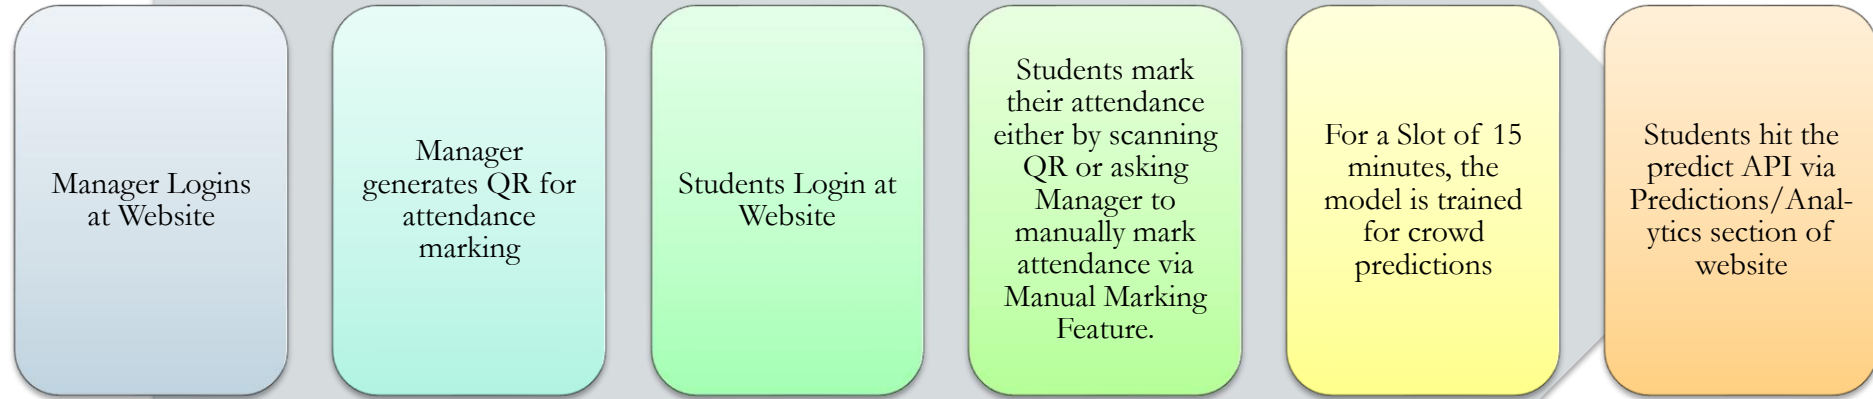 Manager Logins
at Website
Manager
generates QR for
attendance
marking
Students Login at
Website
Students mark
their attendance
either by scanning
QR or asking
Manager to
manually mark
attendance via
Manual Marking
Feature.
For a Slot of 15
minutes, the
model is trained
for crowd
predictions
Students hit the
predict API via
Predictions/Anal-
ytics section of
website